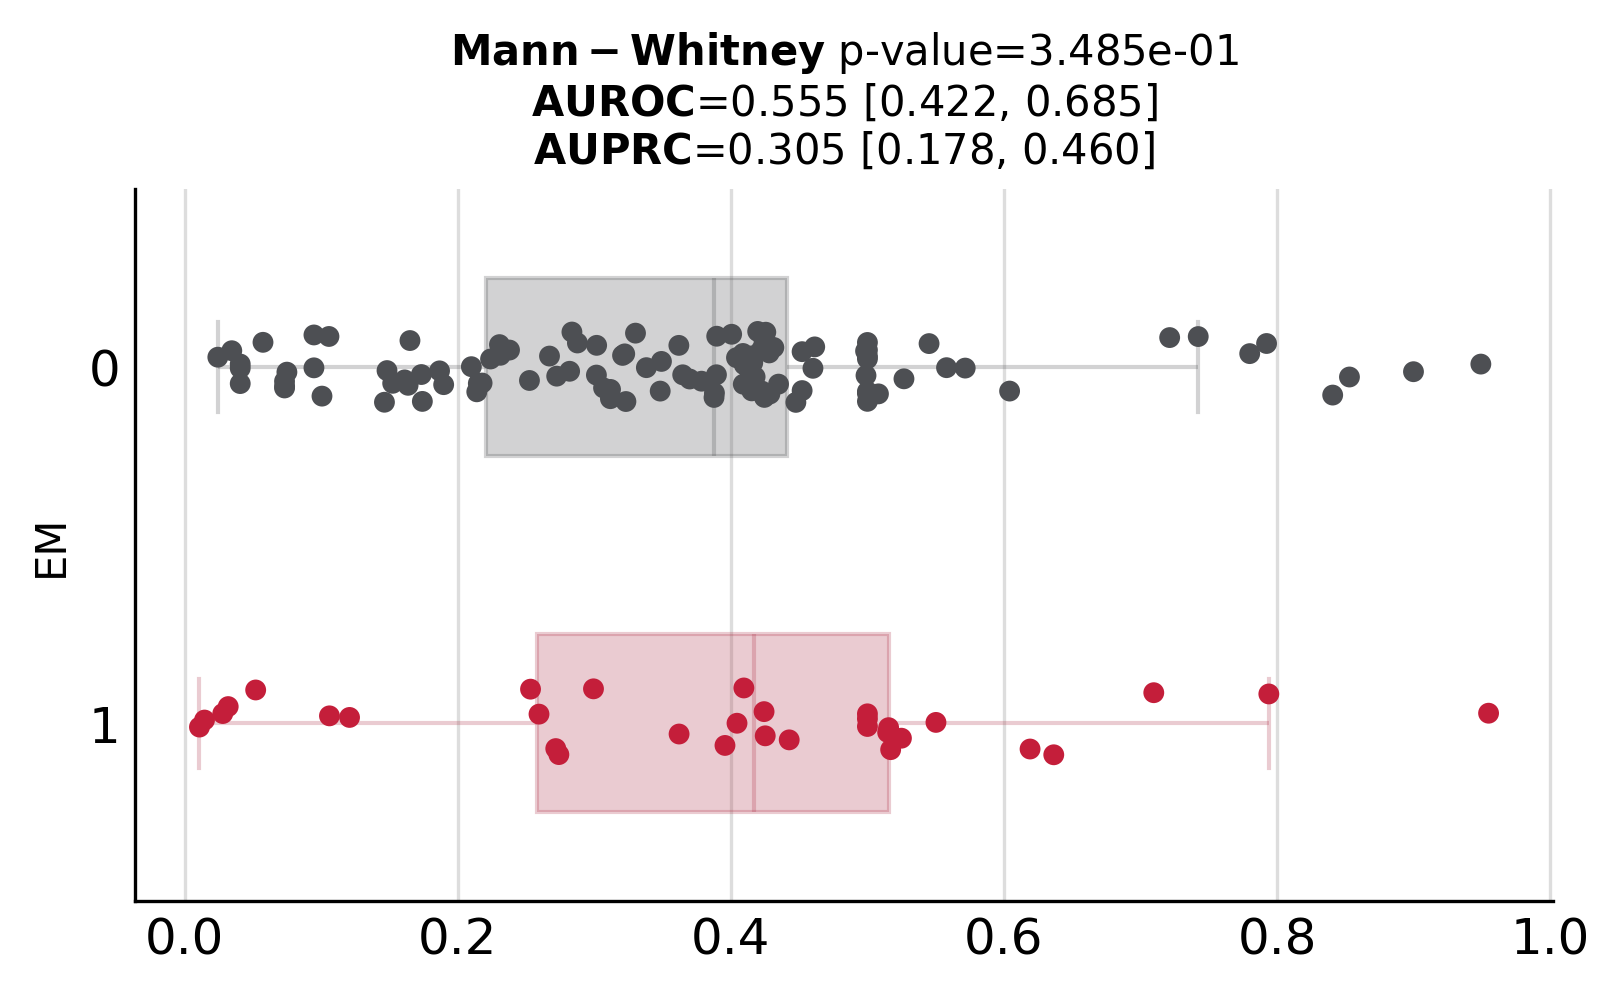 Mann − Whitney p-value=3.485e-01
AUROC=0.555 [0.422, 0.685]
AUPRC=0.305 [0.178, 0.460]
0
EM
1
0.0 0.2 0.4 0.6 0.8 1.0